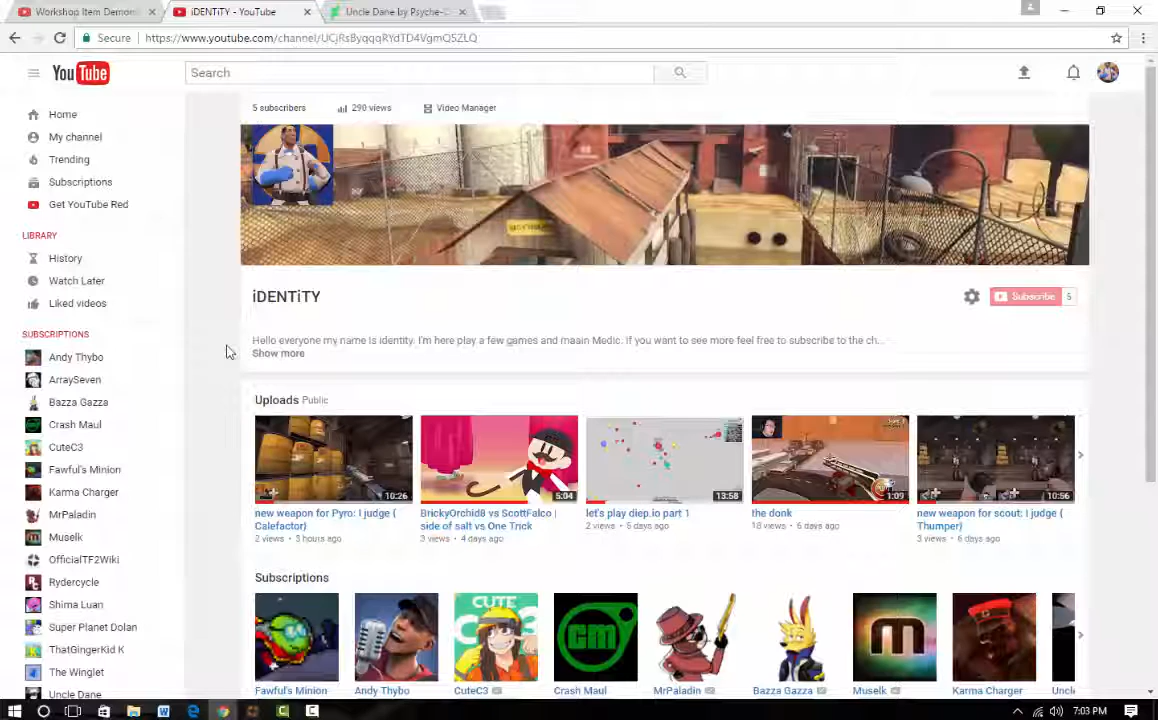 Workshop Item Demons
iDENTiTY - YouTube
Uncle Dane by Psyche-
Secure
https://www.youtube.com/channel/UCjRsByqqqRYdTD4VgmQ5ZLQ
YouTube
Search
5 subscribers
290 views
Video Manager
Home
My channel
Trending
Subscriptions
Get YouTube Red
LIBRARY
History
Watch Later
Liked videos
SUBSCRIPTIONS
Andy Thybo
ArraySeven
Bazza Gazza
Crash Maul
CuteC3
Fawful's Minion
Karma Charger
MrPaladin
Muselk
OfficialTF2Wiki
Rydercycle
Shima Luan
Super Planet Dolan
ThatGingerKid K
The Winglet
Uncle Dane
iDENTiTY
Subscribe 5
Hello everyone my name is identity. I'm here play a few games and maain Medic. If you want to see more feel free to subscribe to the ch...
Show more
Uploads Public
10:26
5:04
13:58
1:09
10:56
new weapon for Pyro: I judge (
Calefactor)
2 views • 3 hours ago
BrickyOrchid8 vs ScottFalco |
side of salt vs One Trick
3 views • 4 days ago
let's play diep.io part 1
2 views • 5 days ago
the donk
18 views • 6 days ago
new weapon for scout: I judge (
Thumper)
3 views • 6 days ago
Subscriptions
CUTE
C3
CM
M
Fawful's Minion
Andy Thybo
CuteC3
Crash Maul
MrPaladin
Bazza Gazza
Muselk
Karma Charger
Uncle
7:03 PM